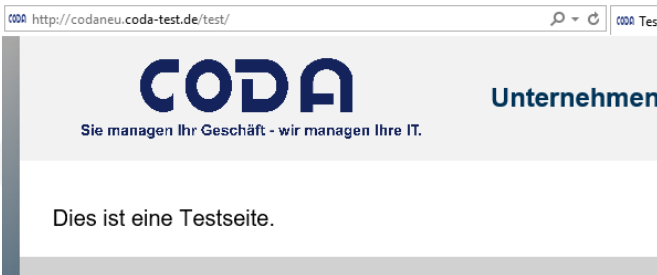 CODA http://codaneu.coda-test.de/test/ CODA Tes
CODA
Unternehmen
Sie managen Ihr Geschäft - wir managen Ihre IT.
Dies ist eine Testseite.